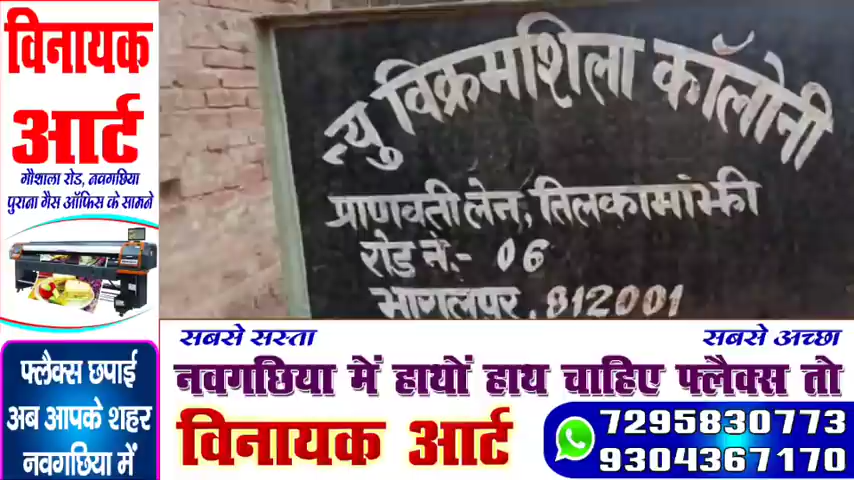 विनायक
आर्ट
गौशाला रोड, नवगछिया
पुराना गैस ऑफिस के सामने
फ्लैक्स छपाई
अब आपके शहर
नवगछिया में
न्यु विक्रमशिला कॉलोनी
प्राणवती लेन, तिलकामांझी
रोड नं.- 06
भागलपुर, 812001
सबसे सस्ता सबसे अच्छा
नवगछिया में हाथों हाथ चाहिए फ्लैक्स तो
विनायक आर्ट
7295830773
9304367170